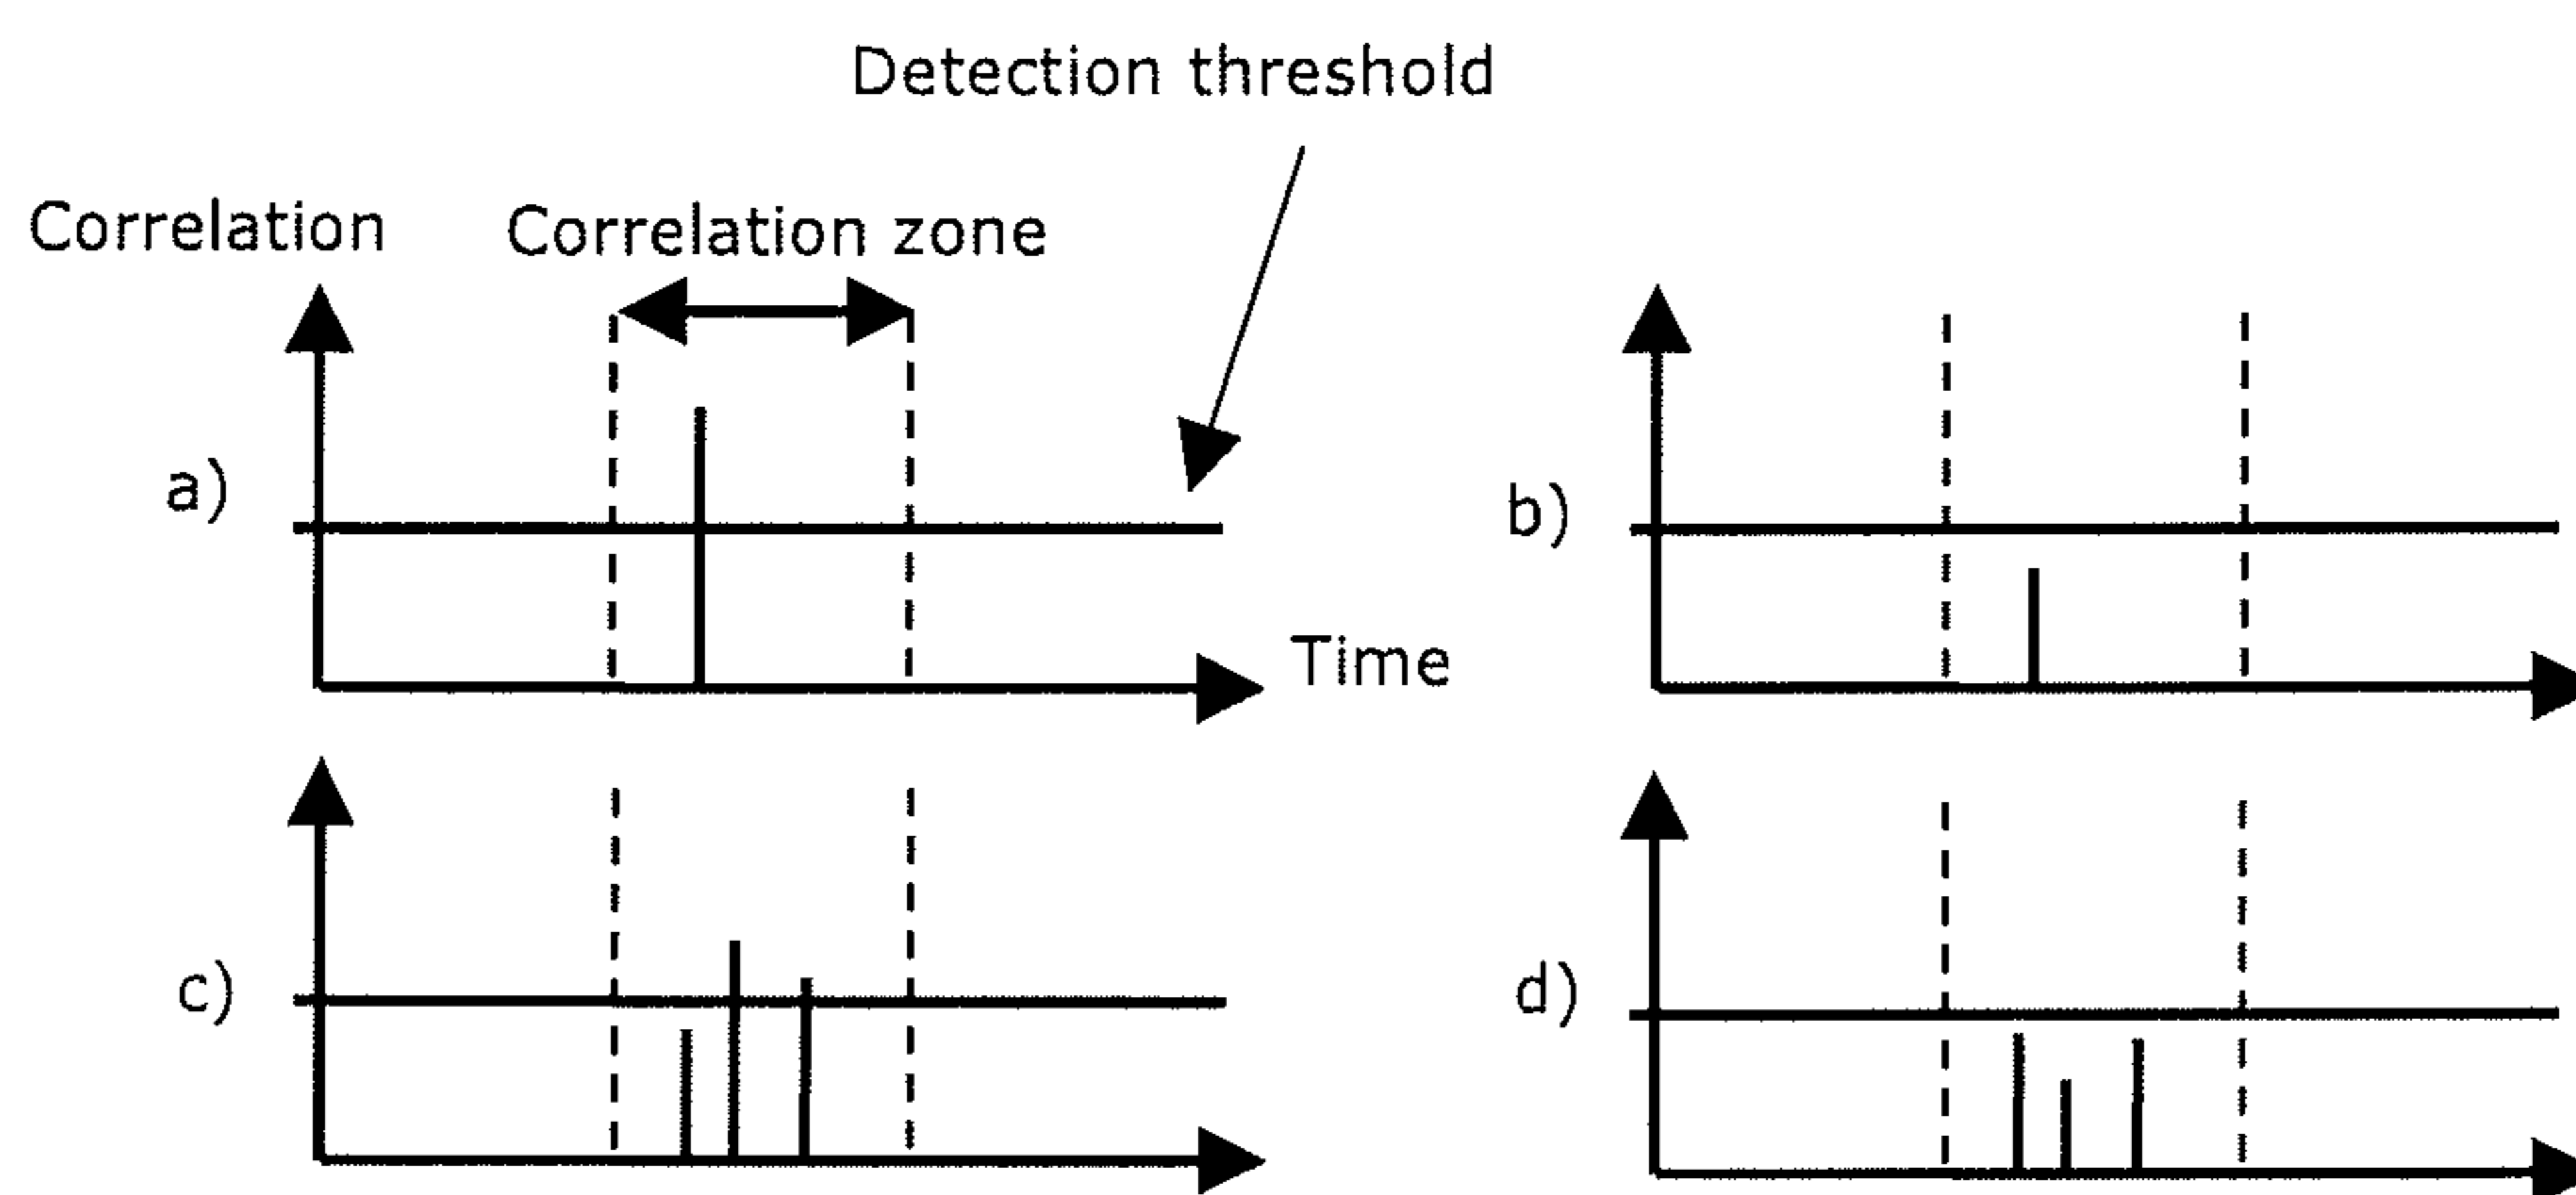 Detection threshold
Correlation
Correlation zone
a)
b)
Time
c)
d)